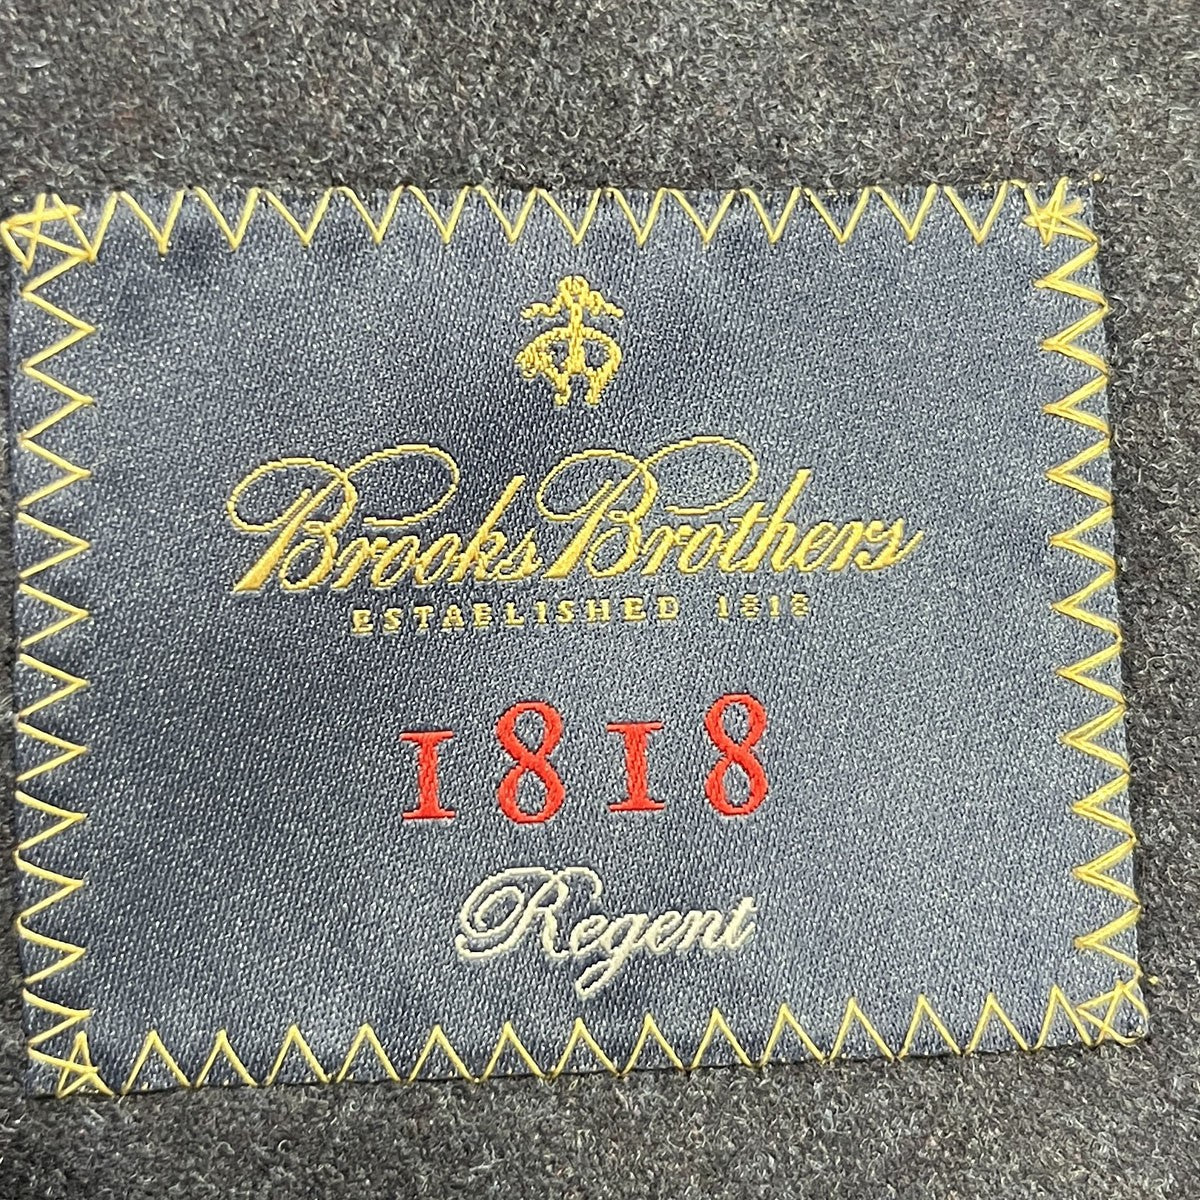 Brooks Brothers
ESTABLISHED 1818
1818
Regent